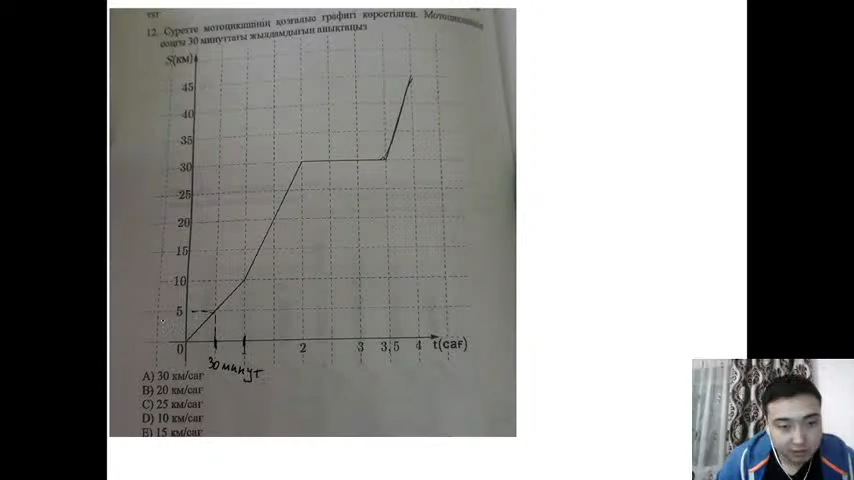 тят
12. Суретте мотоциклшінің қозғалыс графигі көрсетілген. Мотоциклшінің
соңғы 30 минуттағы жылдамдығын анықтаңыз
S(км)
45
40
35
30
25
20
15
10
5
0 1 2 3 3,5 4 t(сағ)
30 минут
A) 30 км/сағ
B) 20 км/сағ
C) 25 км/сағ
D) 10 км/сағ
E) 15 км/сағ